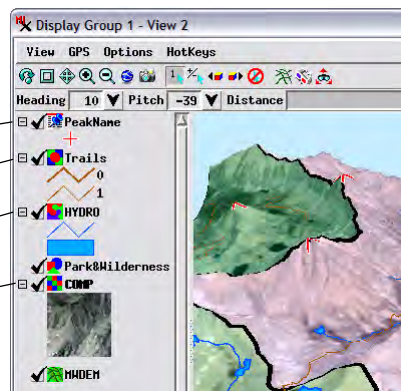 Display Group 1 - View 2
View GPS Options HotKeys
1
Heading 10 Pitch -39 Distance
PeakName
Trails
0
1
HYDRO
Park&Wilderness
COMP
MWDEM